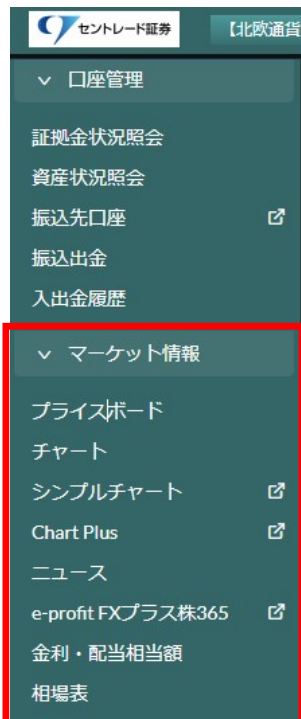 セントレード証券 【北欧通貨
口座管理
証拠金状況照会
資産状況照会
振込先口座
振込出金
入出金履歴
マーケット情報
プライスボード
チャート
シンプルチャート
Chart Plus
ニュース
e-profit FXプラス株365
金利・配当相当額
相場表